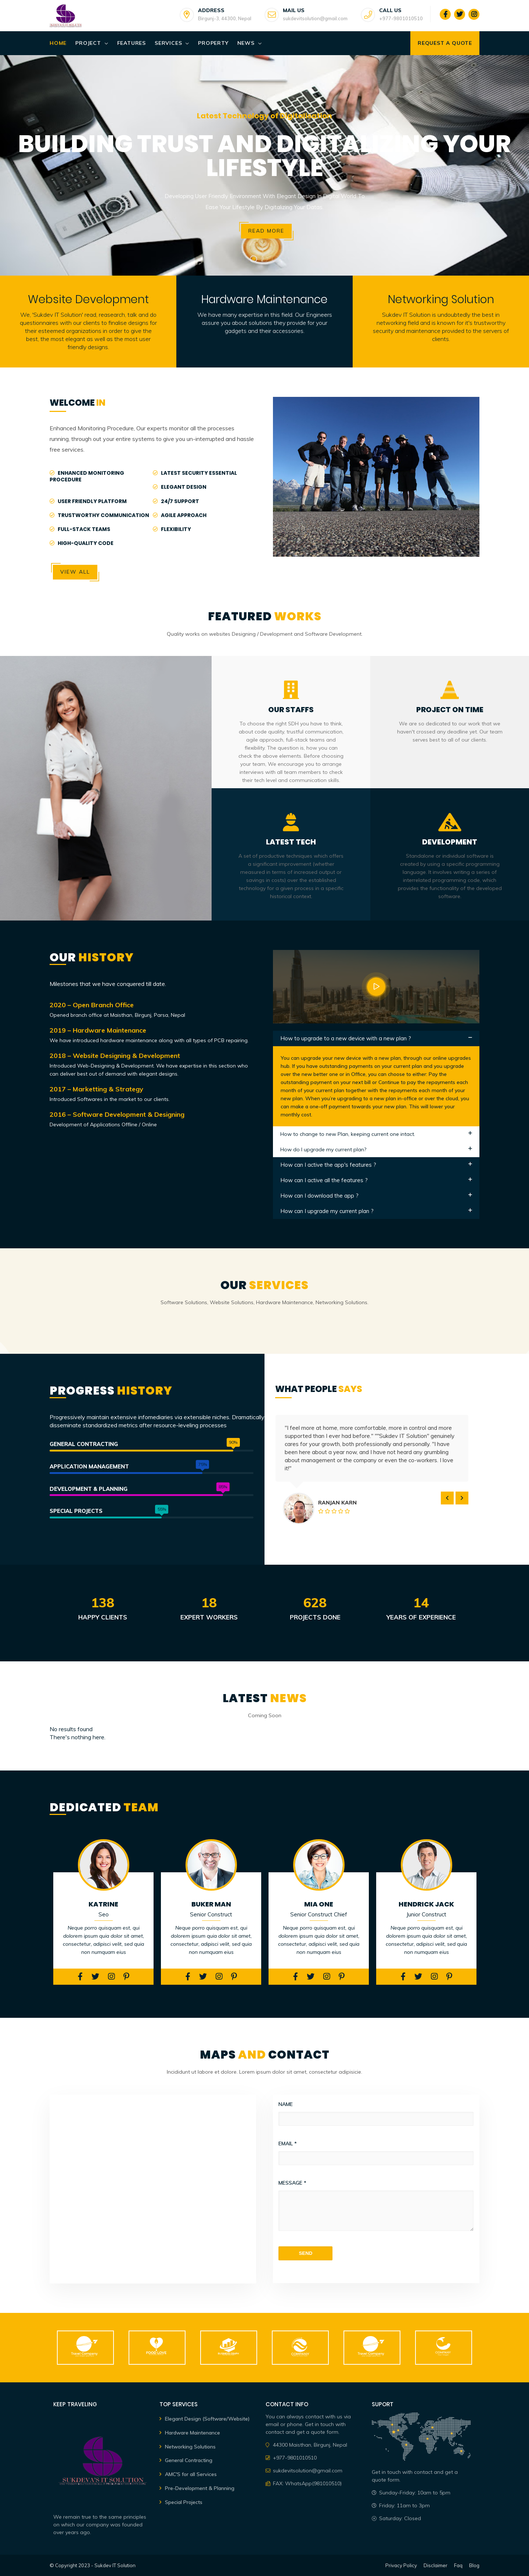 ADDRESS
Birgunj-3, 44300, Nepal
MAIL US
sukdevitsolution@gmail.com
CALL US
+977-9801010510
HOME PROJECT FEATURES SERVICES PROPERTY NEWS
REQUEST A QUOTE
Latest Technology of
BUILDING TRUST AND DIGITALIZING YOUR
LIFESTYLE
READ MORE
Website Development
We, 'Sukdev IT Solution' read, reasearch, talk and do
questionnaires with our clients to finalise designs for
their esteemed organizations in order to give the
best, the most elegant as well as the most user
friendly designs.
Hardware Maintenance
We have many expertise in this field. Our Engineers
assure you about solutions they provide for your
gadgets and their accessories.
Networking Solution
Sukdev IT Solution is undoubtedly the best in
networking field and is known for it's trustworthy
security and maintenance provided to the servers of
clients.
WELCOME IN
Enhanced Monitoring Procedure, Our experts monitor all the processes
running, through out your entire systems to give you un-interrupted and hassle
free services.
ENHANCED MONITORING
PROCEDURE
LATEST SECURITY ESSENTIAL
ELEGANT DESIGN
USER FRIENDLY PLATFORM
24/7 SUPPORT
TRUSTWORTHY COMMUNICATION
AGILE APPROACH
FULL-STACK TEAMS
FLEXIBILITY
HIGH-QUALITY CODE
VIEW ALL
FEATURED WORKS
Quality works on websites Designing / Development and Software Development.
OUR STAFFS
To choose the right SDH you have to think,
about code quality, trustful communication,
agile approach, full-stack teams and
flexibility. The question is, how you can
check the above elements. Before choosing
your team, We encourage you to arrange
interviews with all team members to check
their tech level and communication skills,
PROJECT ON TIME
We are so dedicated to our work that we
haven't crossed any deadline yet. Our team
serves best to all of its clients.
LATEST TECH
A set of productive techniques which offers
a significant improvement (whether
measured in terms of increased output or
savings in costs) over the established
technology for a given process in a specific
historical context.
DEVELOPMENT
Standalone or individual software is
created by using a specific programming
language. It involves writing a series of
interrelated programming code, which
provides the functionality of the developed
software.
OUR HISTORY
Milestones that we have conquered till date.
2020 – Open Branch Office
Opened branch office at Maisthan, Birgunj, Parsa, Nepal
2019 – Hardware Maintenance
We have introduced hardware maintenance along with all types of PCB repairing.
2018 – Website Designing & Development
Introduced Web-Designing & Development. We have expertise in this section who
can deliver best out of demand with elegant designs.
2017 – Marketting & Strategy
Introduced Softwares in the market to our clients.
2016 – Software Development & Designing
Development of Applications Offline / Online
How to upgrade to a new device with a new plan ?
You can upgrade your new device with a new plan, through our online upgrades
hub. If you have outstanding payments on your current plan and you upgrade
over the new better one or in Office, you can choose to either: Pay the
outstanding payment on your next bill or Continue to pay the repayments each
month of your current plan together with your new repayments each month of your
new plan. When you're upgrading to a new plan in-office or over the cloud, you
can make a one-off payment towards your new plan. This will lower your
monthly cost.
How to change to new Plan, keeping current one intact.
How do I upgrade my current plan?
How can I active the app's features ?
How can I active all the features ?
How can I download the app ?
How can I upgrade my current plan ?
OUR SERVICES
Software Solutions, Website Solutions, Hardware Maintenance, Networking Solutions.
PROGRESS HISTORY
Progressively maintain extensive infomediaries via extensible niches. Dramatically
disseminate standardized metrics after resource-leveling processes.
GENERAL CONTRACTING
90%
APPLICATION MANAGEMENT
DEVELOPMENT & PLANNING
SPECIAL PROJECTS
WHAT PEOPLE SAYS
"I feel more at home, more comfortable, more in control and more
supported than I ever had before." ""Sukdev IT Solution" genuinely
cares for your growth, both professionally and personally. "I have
been here about a year now, and I have not heard any grumbling
about management or the company or even the co-workers. I love
it!"
RANJAN KARN
138
HAPPY CLIENTS
18
EXPERT WORKERS
628
PROJECTS DONE
14
YEARS OF EXPERIENCE
LATEST NEWS
Coming Soon
No results found
There's nothing here.
DEDICATED TEAM
KATRINE
Seo
Neque porro quisquam est, qui
dolorem ipsum quia dolor sit amet,
consectetur, adipisci velit, sed quia
non numquam eius
BUKER MAN
Senior Construct
Neque porro quisquam est, qui
dolorem ipsum quia dolor sit amet,
consectetur, adipisci velit, sed quia
non numquam eius
MIA ONE
Senior Construct Chief
Neque porro quisquam est, qui
dolorem ipsum quia dolor sit amet,
consectetur, adipisci velit, sed quia
non numquam eius
HENDRICK JACK
Junior Construct
Neque porro quisquam est, qui
dolorem ipsum quia dolor sit amet,
consectetur, adipisci velit, sed quia
non numquam eius
MAPS AND CONTACT
Incididunt ut labore et dolore. Lorem ipsum dolor sit amet, consectetur adipisicie.
NAME
EMAIL *
MESSAGE *
SEND
KEEP TRAVELING
SUKDEVA'S IT SOLUTION
We remain true to the same principles
on which our company was founded
over years ago.
TOP SERVICES
Elegant Design (Software/Website)
Hardware Maintenance
Networking Solutions
General Contracting
AMC'S for all Services
Pre-Development & Planning
Special Projects
CONTACT INFO
You can always contact with us via
email or phone. Get in touch with
contact and get a quote form.
44300 Maisthan, Birgunj, Nepal
+977-9801010510
sukdevitsolution@gmail.com
FAX: WhatsApp(9801010510)
SUPORT
Get in touch with contact and get a
quote form.
Sunday-Friday: 10am to 5pm
Friday: 11am to 3pm
Saturday: Closed
© Copyright 2023 - Sukdev IT Solution
Privacy Policy Disclaimer Faq Blog